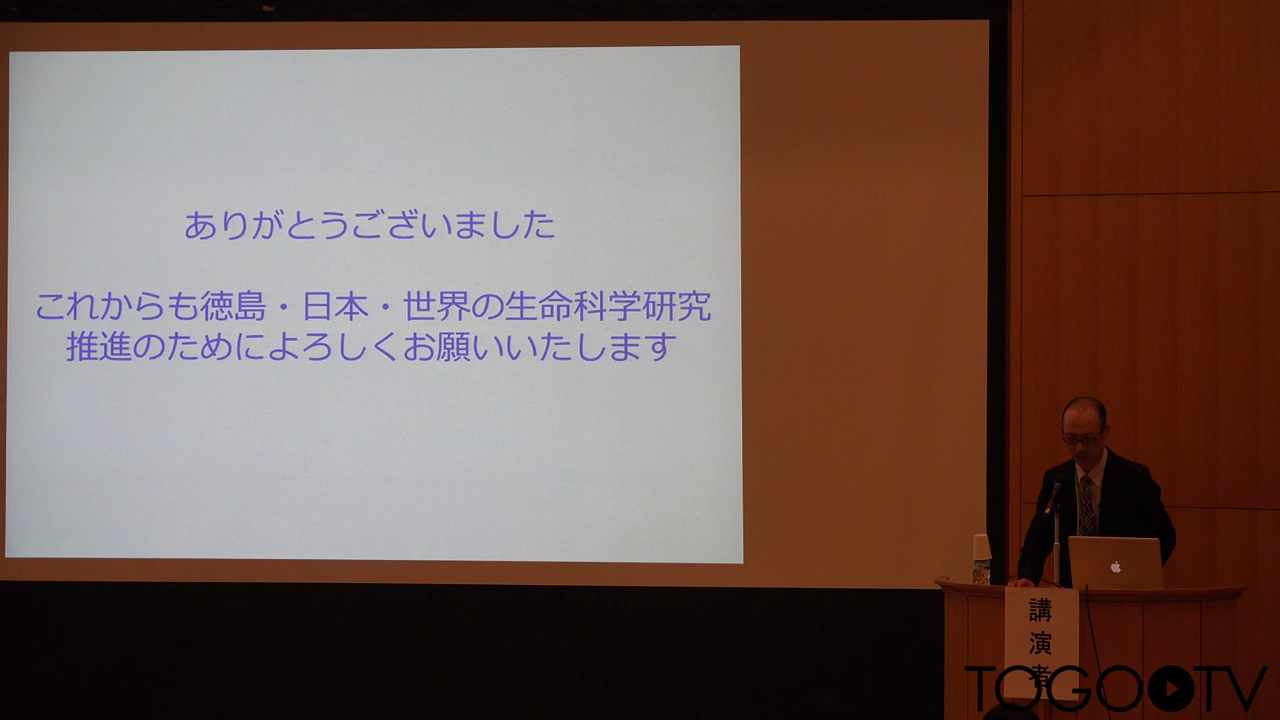 ありがとうございました
これからも徳島・日本・世界の生命科学研究
推進のためによろしくお願いいたします
講演者
TOGOTV